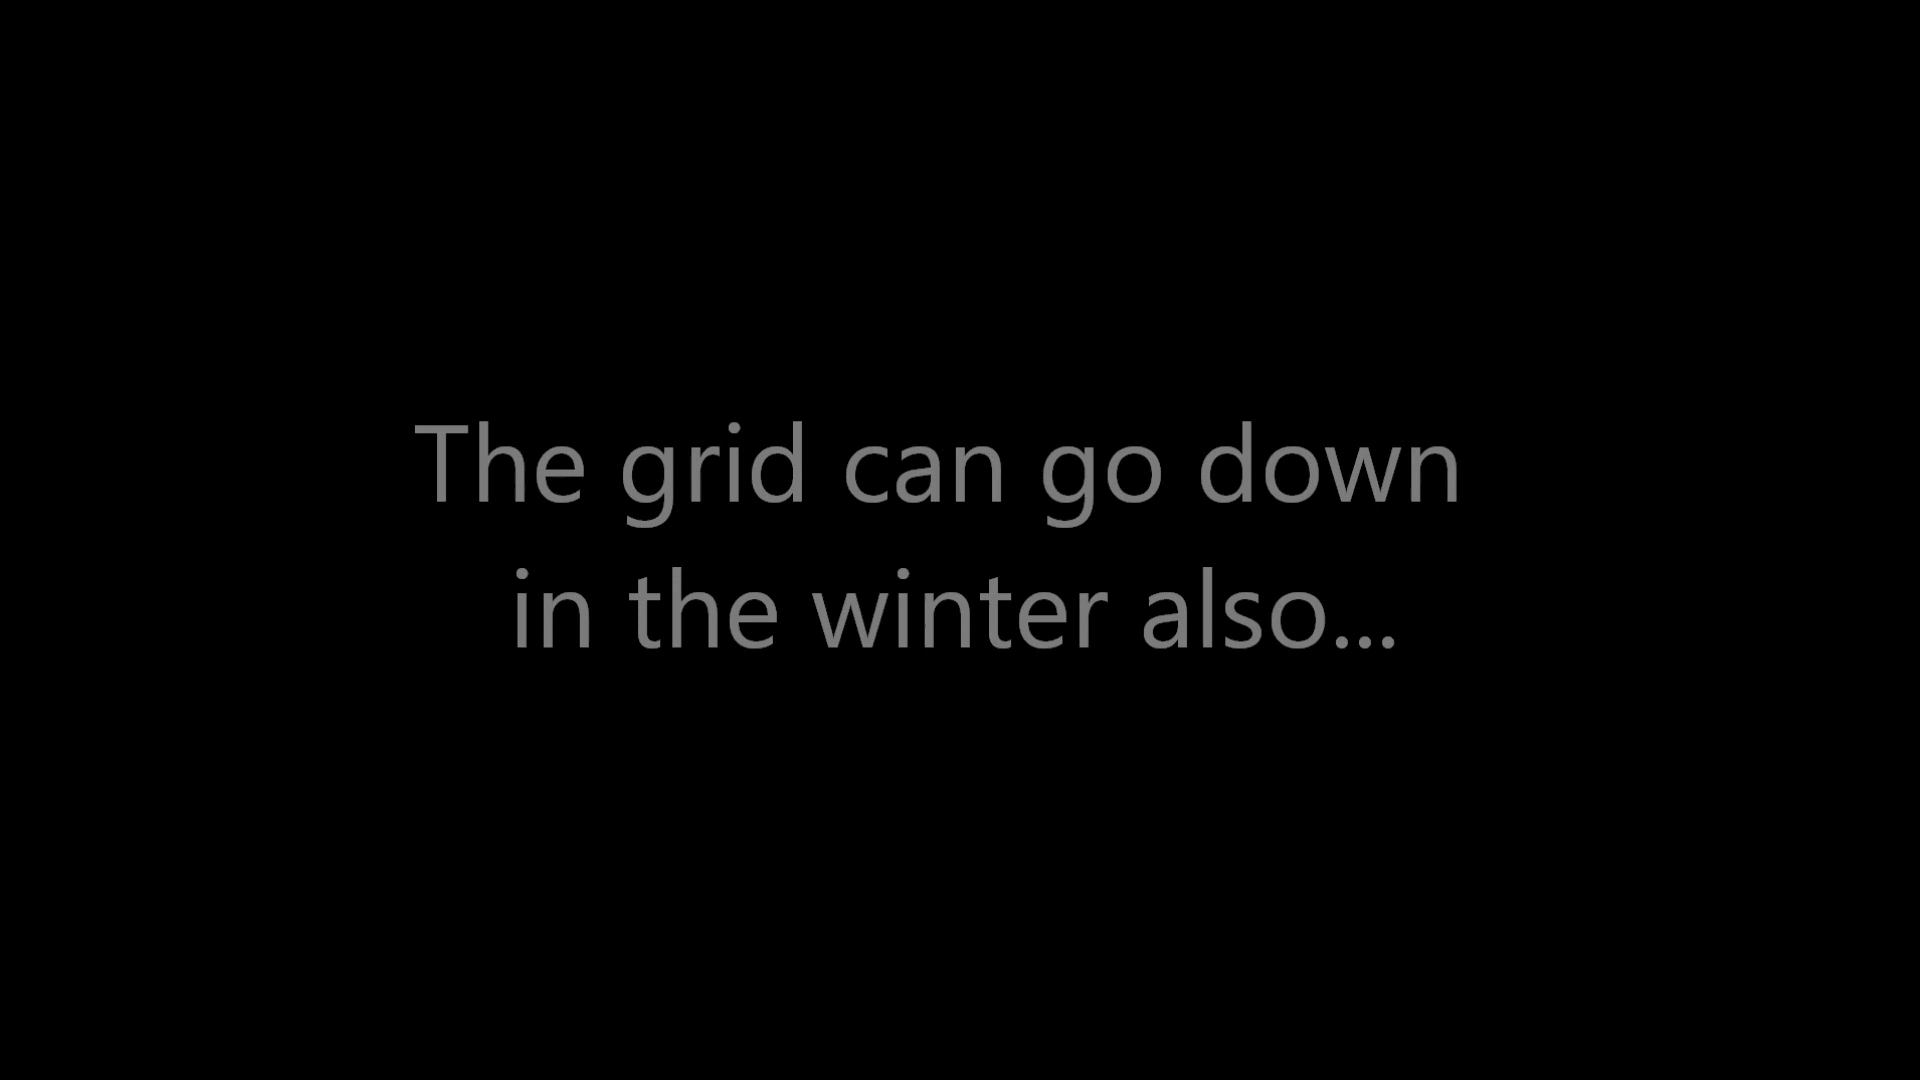 The grid can go down
in the winter also...